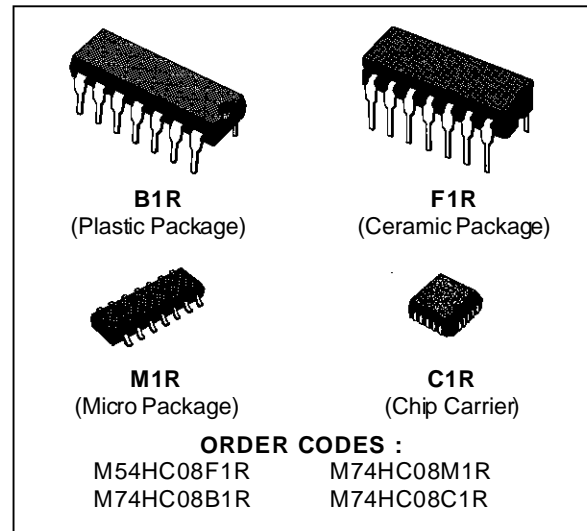 B1R
(Plastic Package)
F1R
(Ceramic Package)
M1R
(Micro Package)
C1R
(Chip Carrier)
ORDER CODES :
M54HC08F1R M74HC08M1R
M74HC08B1R M74HC08C1R